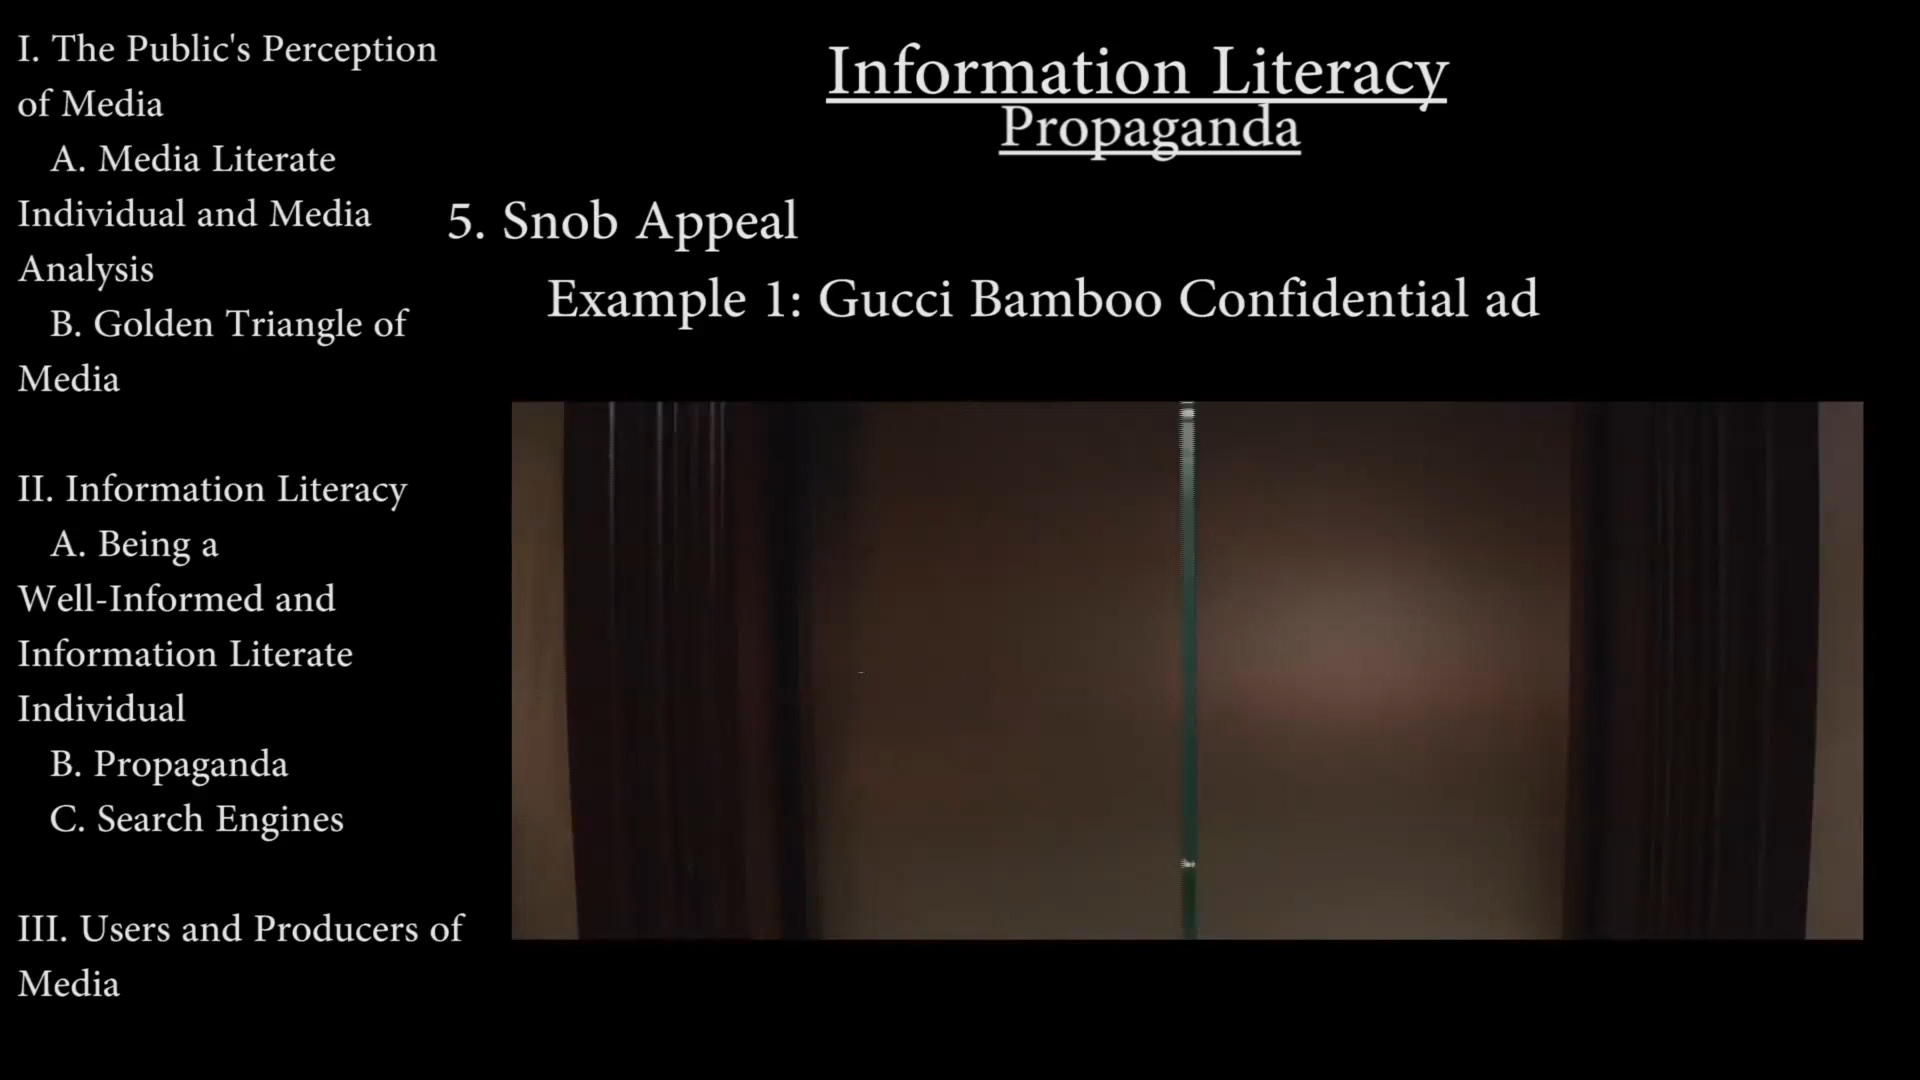 I. The Public's Perception
of Media
A. Media Literate
Individual and Media
Analysis
B. Golden Triangle of
Media
II. Information Literacy
A. Being a
Well-Informed and
Information Literate
Individual
B. Propaganda
C. Search Engines
III. Users and Producers of
Media
Information Literacy
Propaganda
5. Snob Appeal
Example 1: Gucci Bamboo Confidential ad